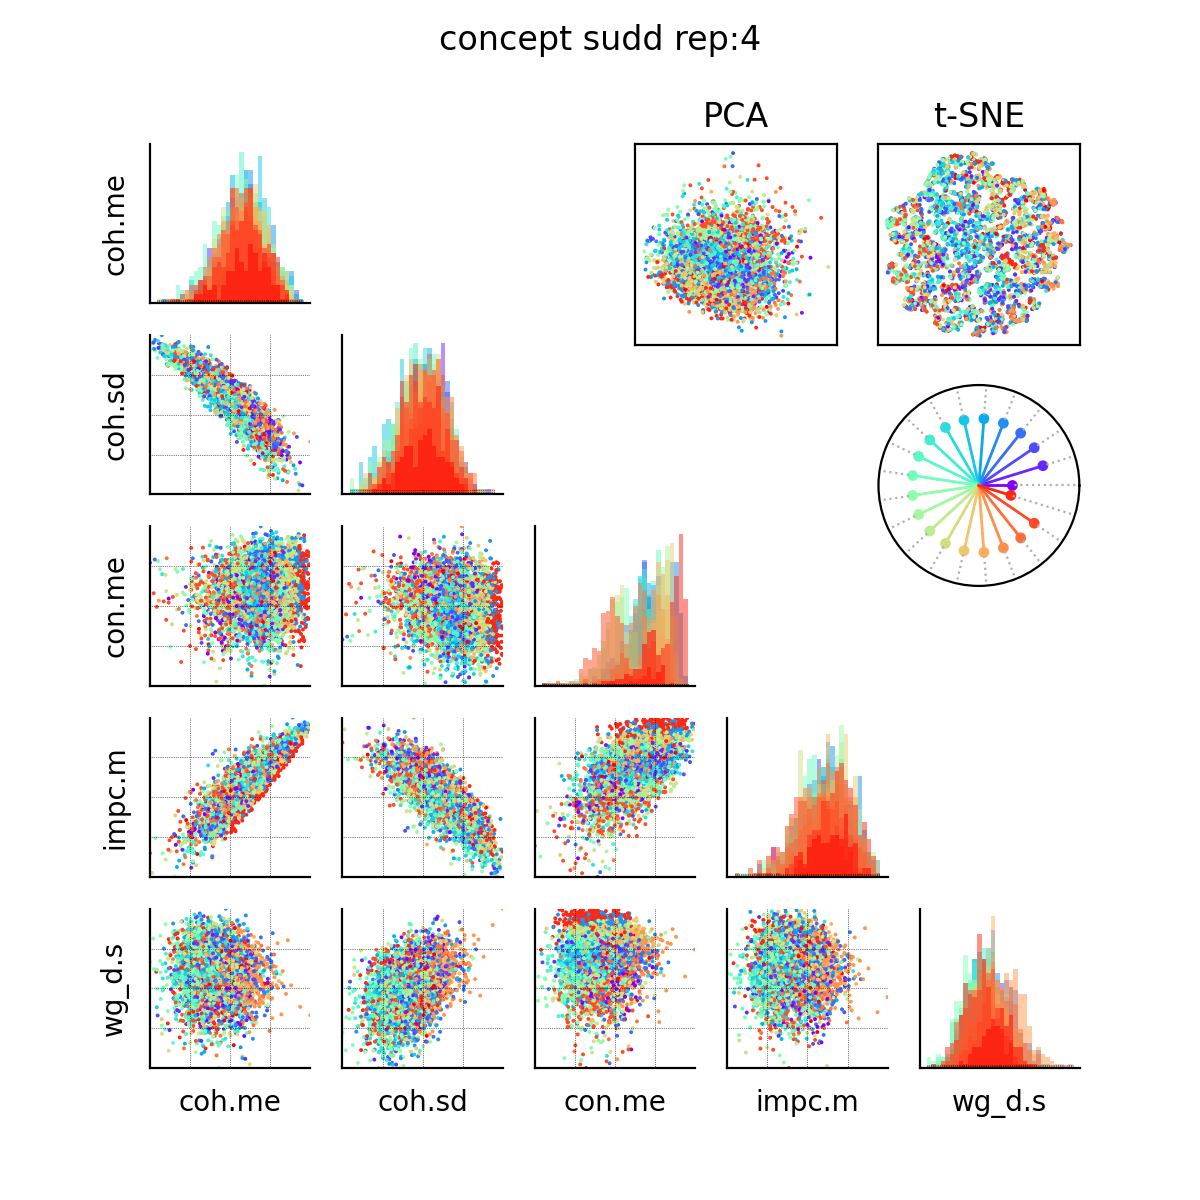 concept sudd rep:4
PCA
t-SNE
coh.me
coh.sd
con.me
impc.m
wg_d.s
coh.me
coh.sd
con.me
impc.m
wg_d.s